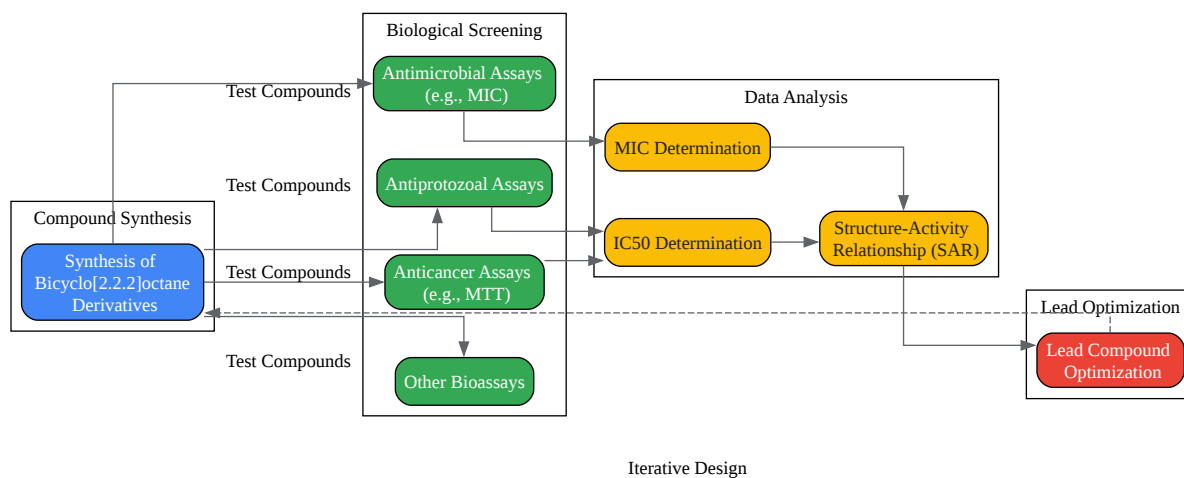 Compound Synthesis
Synthesis of
Bicyclo[2.2.2]octane
Derivatives
Test Compounds
Test Compounds
Test Compounds
Test Compounds
Biological Screening
Antimicrobial Assays
(e.g., MIC)
Antiprotozoal Assays
Anticancer Assays
(e.g., MTT)
Other Bioassays
Data Analysis
MIC Determination
IC50 Determination
Structure-Activity
Relationship (SAR)
Lead Optimization
Lead Compound
Optimization
Iterative Design